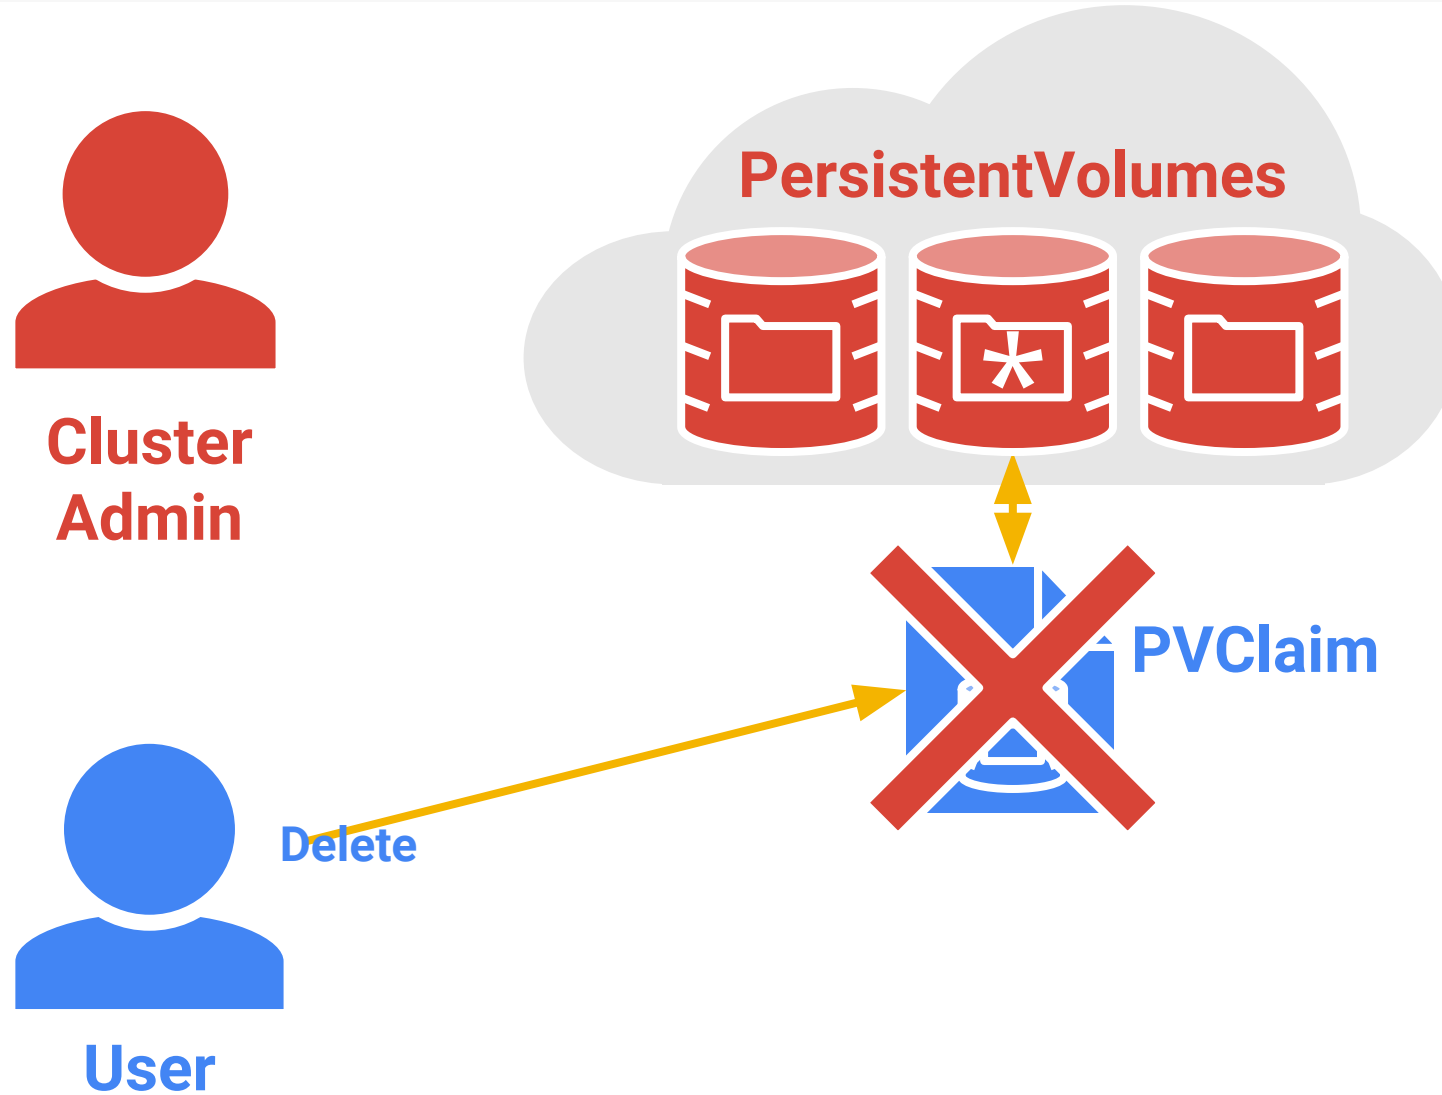 PersistentVolumes
*
Cluster
Admin
PVClaim
Delete
User